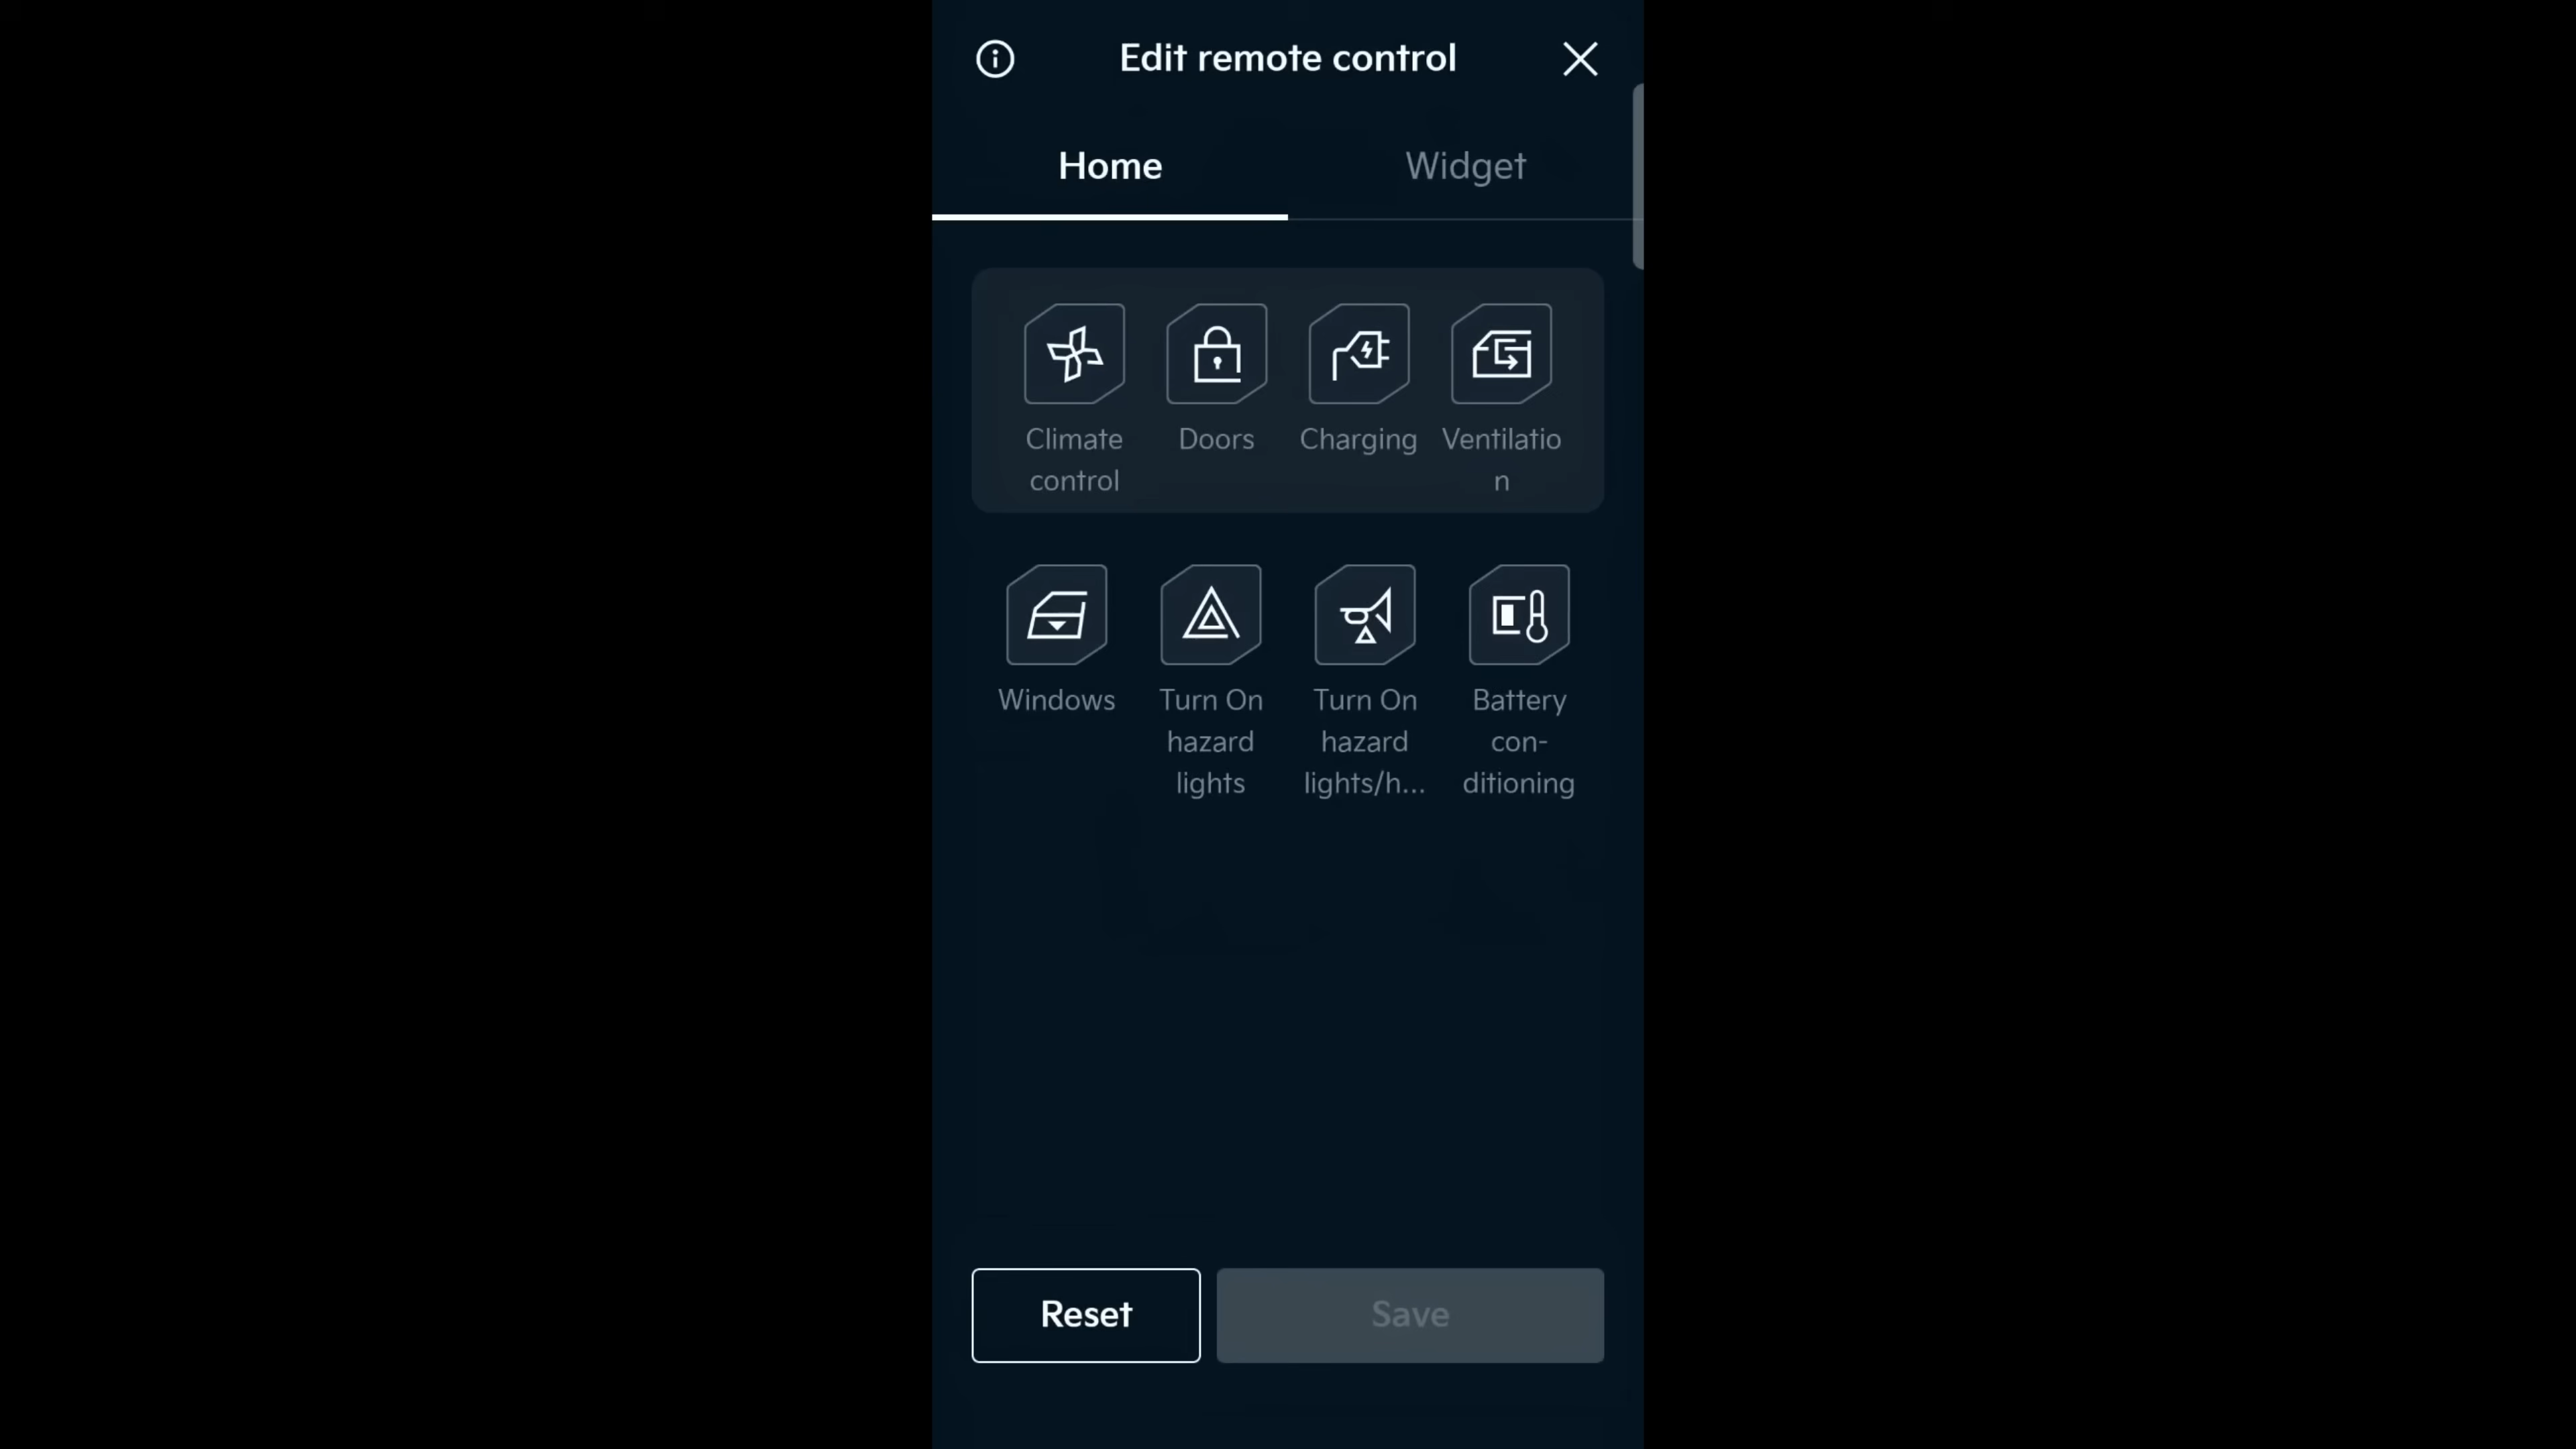 Edit remote control
Home
Widget
Climate
control
Doors
Charging
Ventilatio
n
Windows
Turn On
hazard
lights
Turn On
hazard
lights/h...
Battery
con-
ditioning
Reset
Save